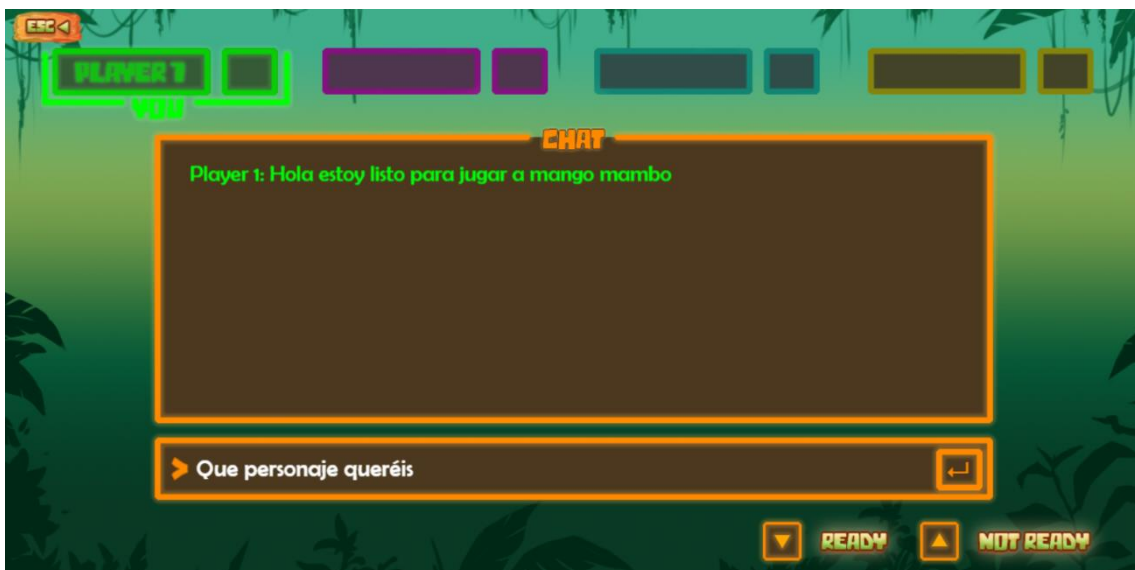 ESC
PLAYER 1
YOU
CHAT
Player 1: Hola estoy listo para jugar a mango mambo
> Que personaje queréis
READY
NOT READY